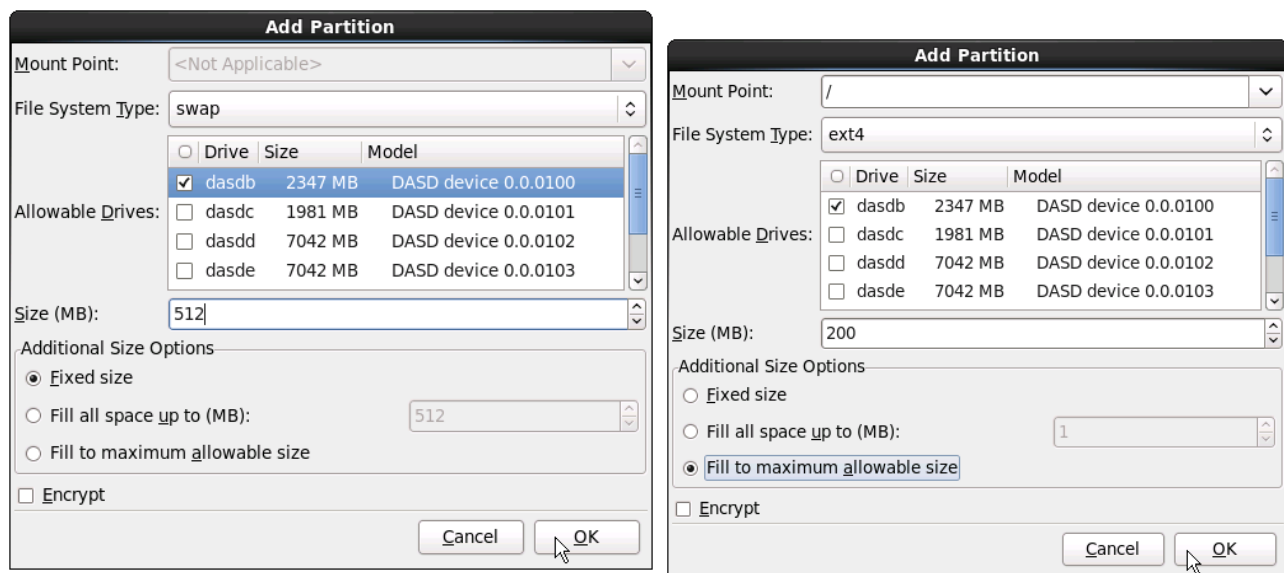 Add Partition
Mount Point: <Not Applicable>
File System Type: swap
Drive Size Model
dasdb 2347 MB DASD device 0.0.0100
Allowable Drives: dasdc 1981 MB DASD device 0.0.0101
dasdd 7042 MB DASD device 0.0.0102
dasde 7042 MB DASD device 0.0.0103
Size (MB): 512
Additional Size Options
Fixed size
Fill all space up to (MB): 512
Fill to maximum allowable size
Encrypt
Cancel OK
Add Partition
Mount Point: /
File System Type: ext4
Drive Size Model
dasdb 2347 MB DASD device 0.0.0100
Allowable Drives: dasdc 1981 MB DASD device 0.0.0101
dasdd 7042 MB DASD device 0.0.0102
dasde 7042 MB DASD device 0.0.0103
Size (MB): 200
Additional Size Options
Fixed size
Fill all space up to (MB): 1
Fill to maximum allowable size
Encrypt
Cancel OK